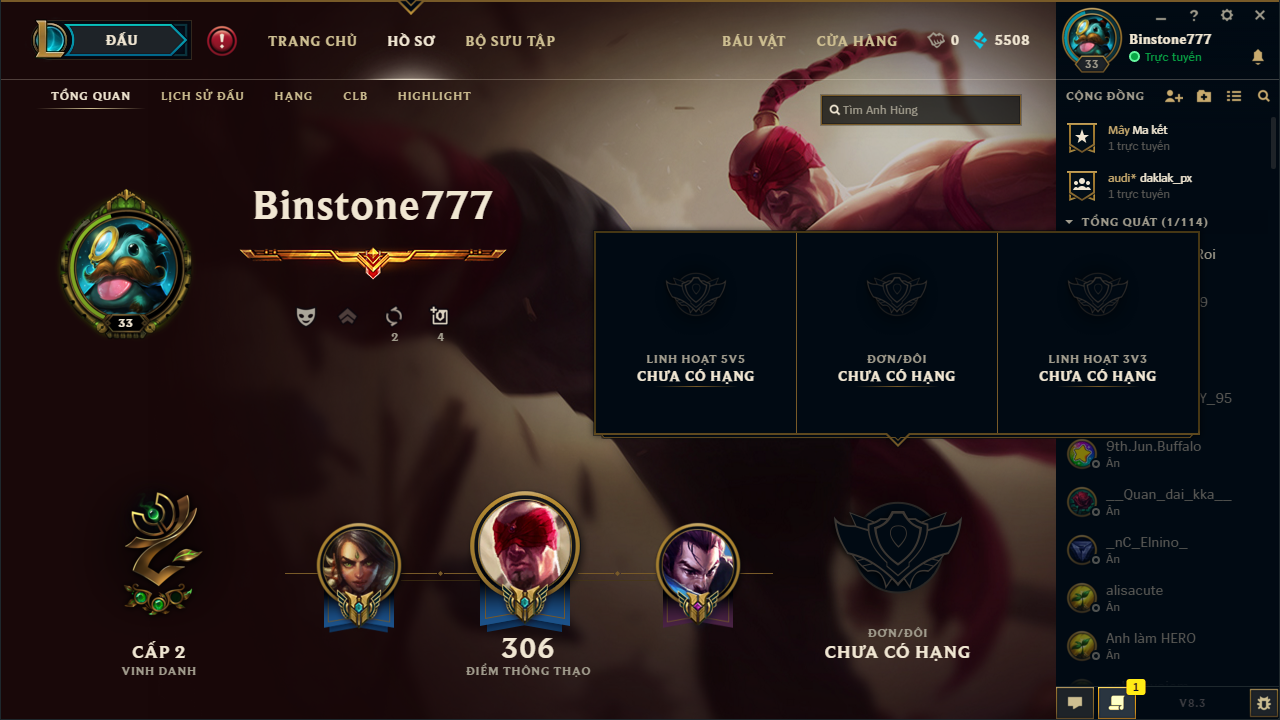 ĐẤU
TRANG CHỦ
HỒ SƠ
BỘ SƯU TẬP
BÁU VẬT
CỬA HÀNG
0
5508
Binstone777
Trực tuyến
33
TỔNG QUAN
LỊCH SỬ ĐẤU
HẠNG
CLB
HIGHLIGHT
Tìm Anh Hùng
CỘNG ĐỒNG
Mây Ma kết
1 trực tuyến
audi* daklak_px
1 trực tuyến
TỔNG QUÁT (1/114)
Roi
9
Y_95
9th.Jun.Buffalo
Ẩn
__Quan_dai_kka__
Ẩn
_nC_Elnino_
Ẩn
alisacute
Ẩn
Anh làm HERO
Ẩn
Binstone777
33
2
4
LINH HOẠT 5V5
CHƯA CÓ HẠNG
ĐƠN/ĐÔI
CHƯA CÓ HẠNG
LINH HOẠT 3V3
CHƯA CÓ HẠNG
CẤP 2
VINH DANH
306
ĐIỂM THÔNG THẠO
ĐƠN/ĐÔI
CHƯA CÓ HẠNG
1
V8.3